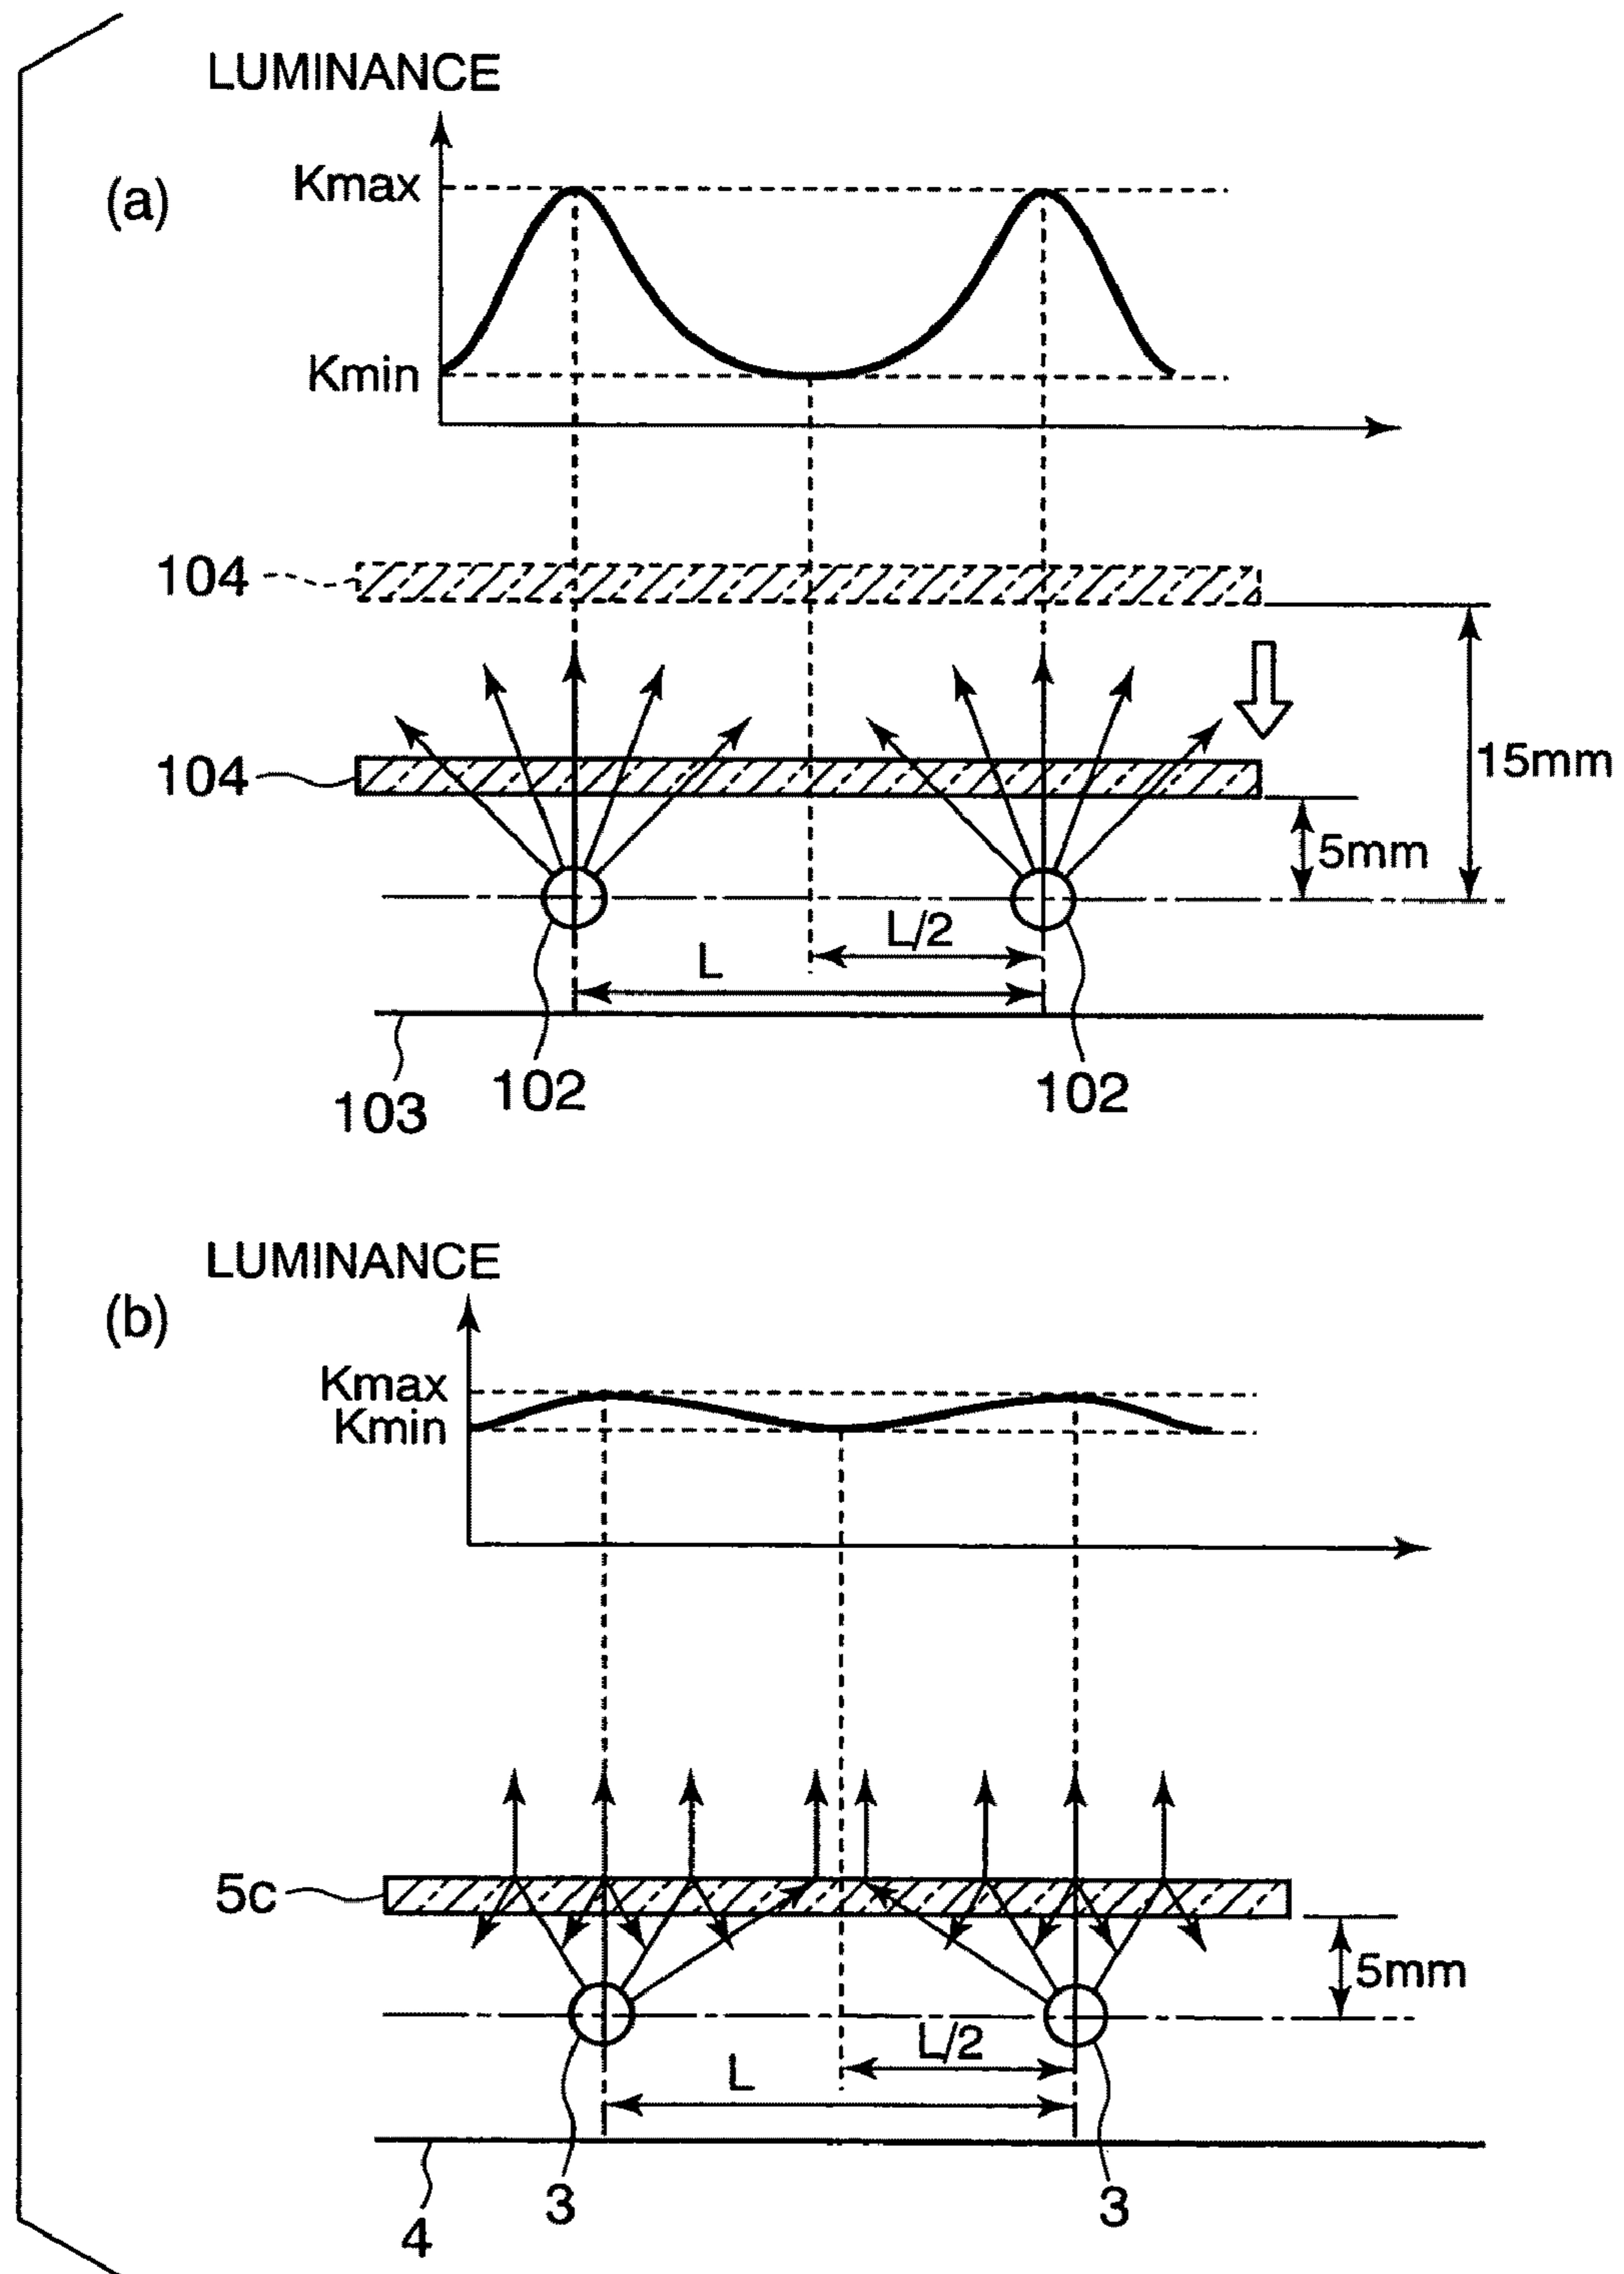 LUMINANCE
(a)
Kmax
Kmin
104
104
15mm
5mm
L/2
L
102
102
103
LUMINANCE
(b)
Kmax
Kmin
5c
5mm
L/2
L
3
3
4